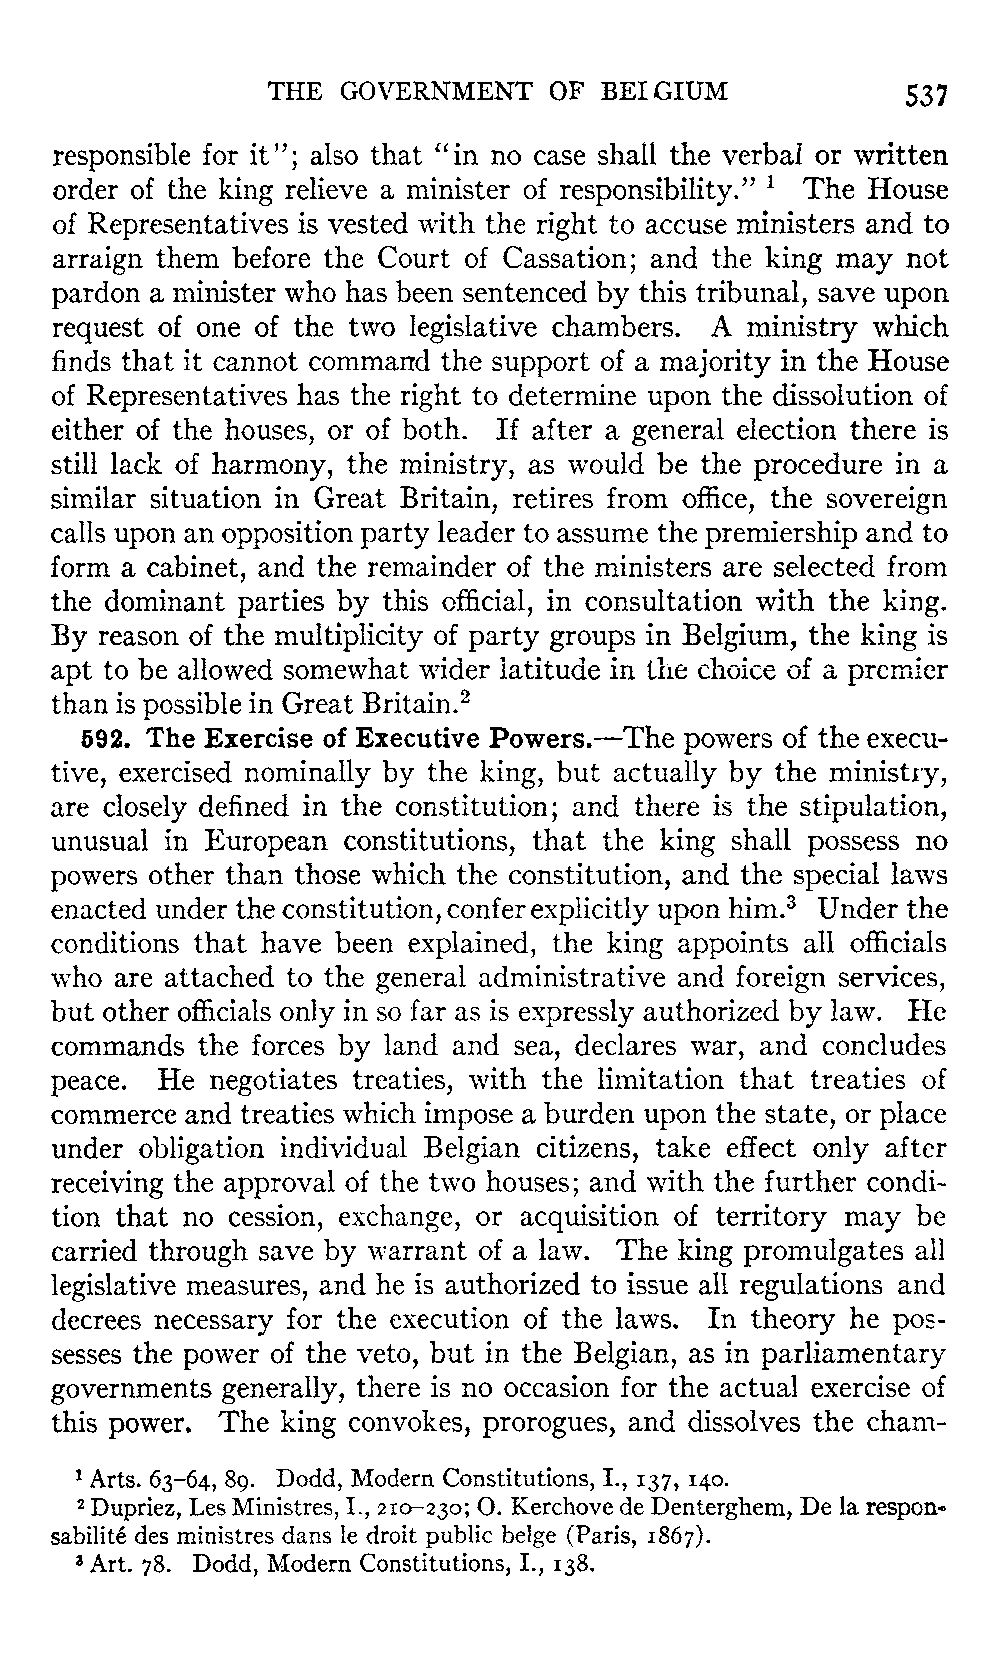 THE GOVERNMENT OF BELGIUM 537
responsible for it"; also that "in no case shall the verbal or written
order of the king relieve a minister of responsibility." ¹ The House
of Representatives is vested with the right to accuse ministers and to
arraign them before the Court of Cassation; and the king may not
pardon a minister who has been sentenced by this tribunal, save upon
request of one of the two legislative chambers. A ministry which
finds that it cannot command the support of a majority in the House
of Representatives has the right to determine upon the dissolution of
either of the houses, or of both. If after a general election there is
still lack of harmony, the ministry, as would be the procedure in a
similar situation in Great Britain, retires from office, the sovereign
calls upon an opposition party leader to assume the premiership and to
form a cabinet, and the remainder of the ministers are selected from
the dominant parties by this official, in consultation with the king.
By reason of the multiplicity of party groups in Belgium, the king is
apt to be allowed somewhat wider latitude in the choice of a premier
than is possible in Great Britain.²
592. The Exercise of Executive Powers.—The powers of the execu-
tive, exercised nominally by the king, but actually by the ministry,
are closely defined in the constitution; and there is the stipulation,
unusual in European constitutions, that the king shall possess no
powers other than those which the constitution, and the special laws
enacted under the constitution, confer explicitly upon him.³ Under the
conditions that have been explained, the king appoints all officials
who are attached to the general administrative and foreign services,
but other officials only in so far as is expressly authorized by law. He
commands the forces by land and sea, declares war, and concludes
peace. He negotiates treaties, with the limitation that treaties of
commerce and treaties which impose a burden upon the state, or place
under obligation individual Belgian citizens, take effect only after
receiving the approval of the two houses; and with the further condi-
tion that no cession, exchange, or acquisition of territory may be
carried through save by warrant of a law. The king promulgates all
legislative measures, and he is authorized to issue all regulations and
decrees necessary for the execution of the laws. In theory he pos-
sesses the power of the veto, but in the Belgian, as in parliamentary
governments generally, there is no occasion for the actual exercise of
this power. The king convokes, prorogues, and dissolves the cham-
¹ Arts. 63–64, 89. Dodd, Modern Constitutions, I., 137, 140.
² Dupriez, Les Ministres, I., 210–230; O. Kerchove de Denterghem, De la respon-
sabilité des ministres dans le droit public belge (Paris, 1867).
³ Art. 78. Dodd, Modern Constitutions, I., 138.